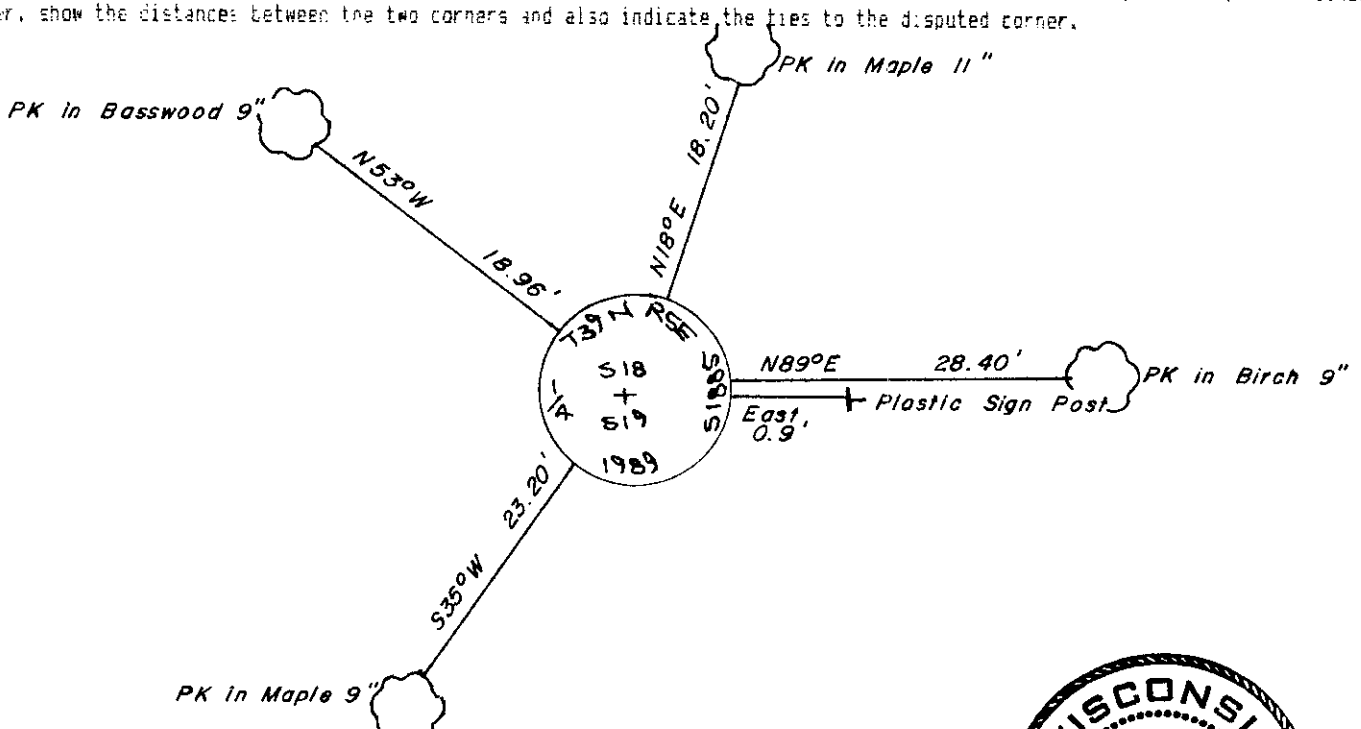 er, show the distances between the two corners and also indicate the ties to the disputed corner.
PK in Maple 11"
PK in Basswood 9"
N53°W 18.96'
N18°E 18.20'
T39N R5E
S18
+
S19
1/4
S1885
1989
N89°E 28.40'
PK in Birch 9"
East, 0.9'
Plastic Sign Post
S35°W 23.20'
PK in Maple 9"
WISCONSI